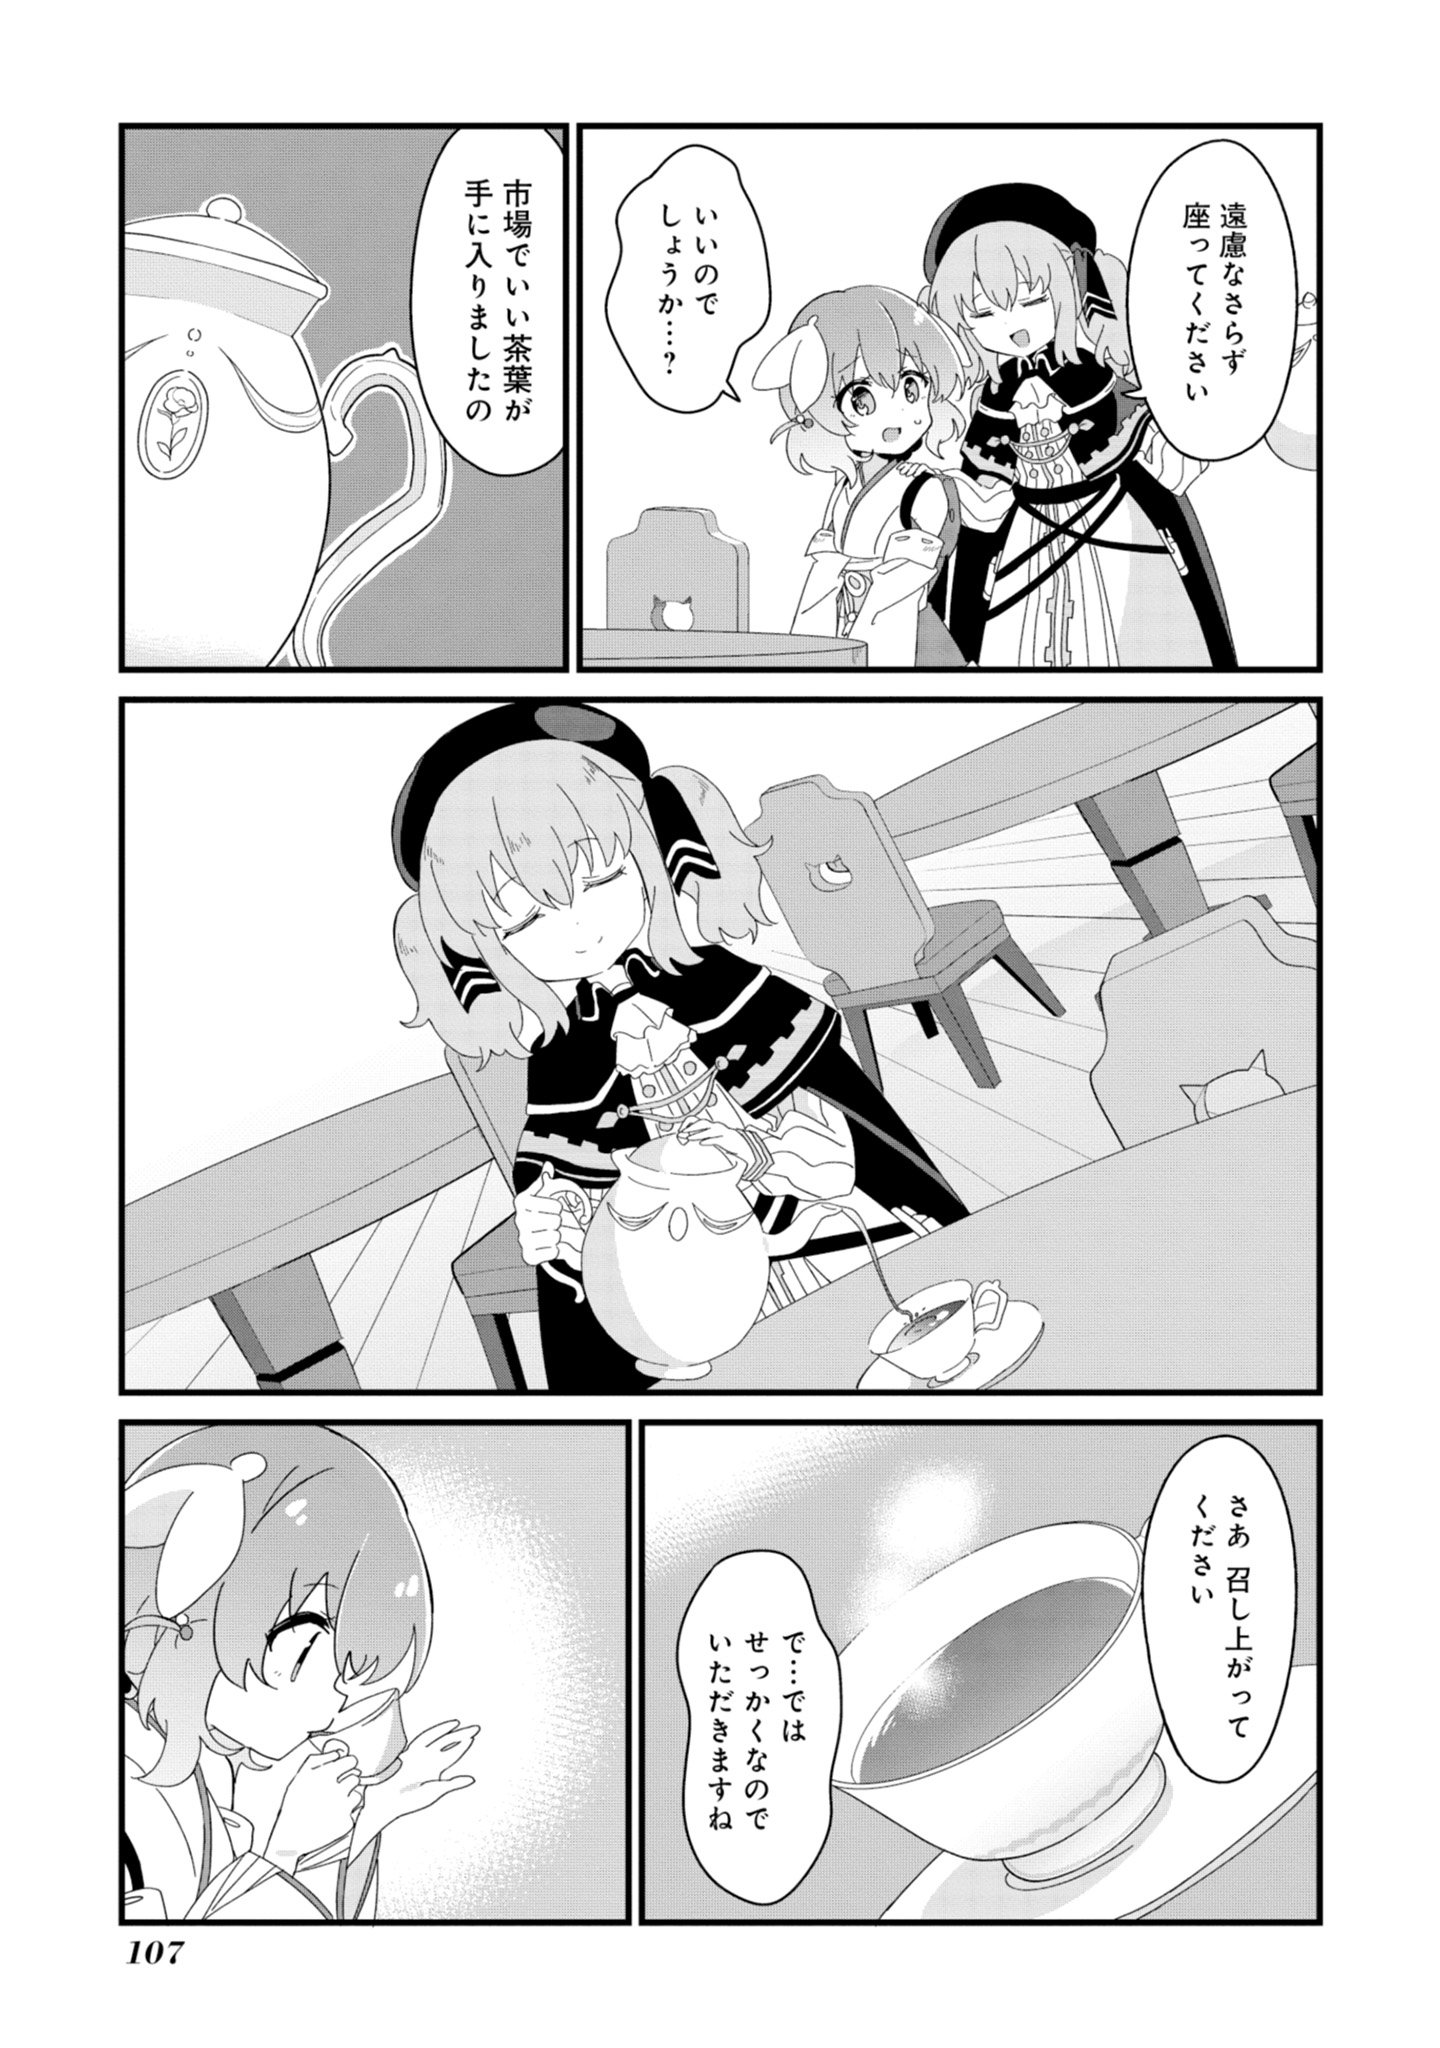 遠慮なさらず
座ってください
いいので
しょうか…?
市場でいい茶葉が
手に入りましたの
さあ 召し上がって
ください
で…では
せっかくなので
いただきますね
107